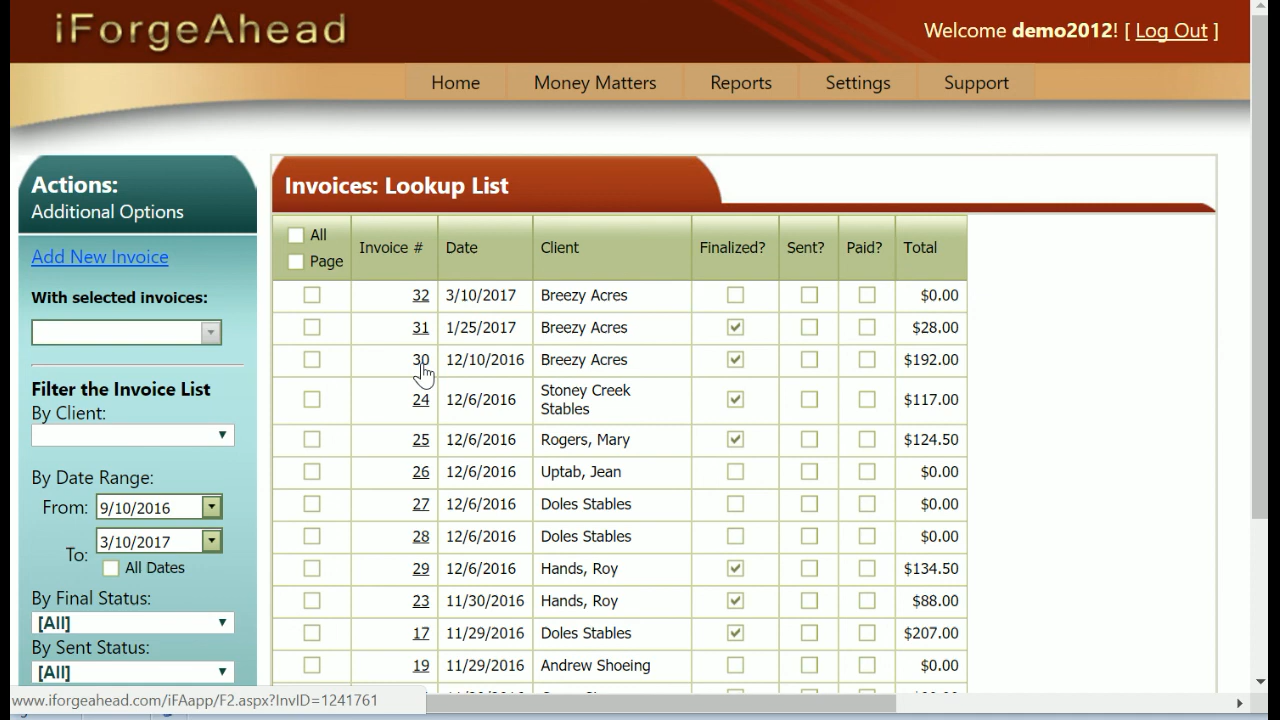 iForgeAhead
Welcome demo2012! [ Log Out ]
Home Money Matters Reports Settings Support
Actions:
Additional Options
Add New Invoice
With selected invoices:
Filter the Invoice List
By Client:
By Date Range:
From: 9/10/2016
To: 3/10/2017
All Dates
By Final Status:
[All]
By Sent Status:
[All]
Invoices: Lookup List
All
Page
Invoice # Date Client Finalized? Sent? Paid? Total
32 3/10/2017 Breezy Acres $0.00
31 1/25/2017 Breezy Acres $28.00
30 12/10/2016 Breezy Acres $192.00
24 12/6/2016 Stoney Creek Stables $117.00
25 12/6/2016 Rogers, Mary $124.50
26 12/6/2016 Uptab, Jean $0.00
27 12/6/2016 Doles Stables $0.00
28 12/6/2016 Doles Stables $0.00
29 12/6/2016 Hands, Roy $134.50
23 11/30/2016 Hands, Roy $88.00
17 11/29/2016 Doles Stables $207.00
19 11/29/2016 Andrew Shoeing $0.00
www.iforgeahead.com/iFAapp/F2.aspx?InvID=1241761